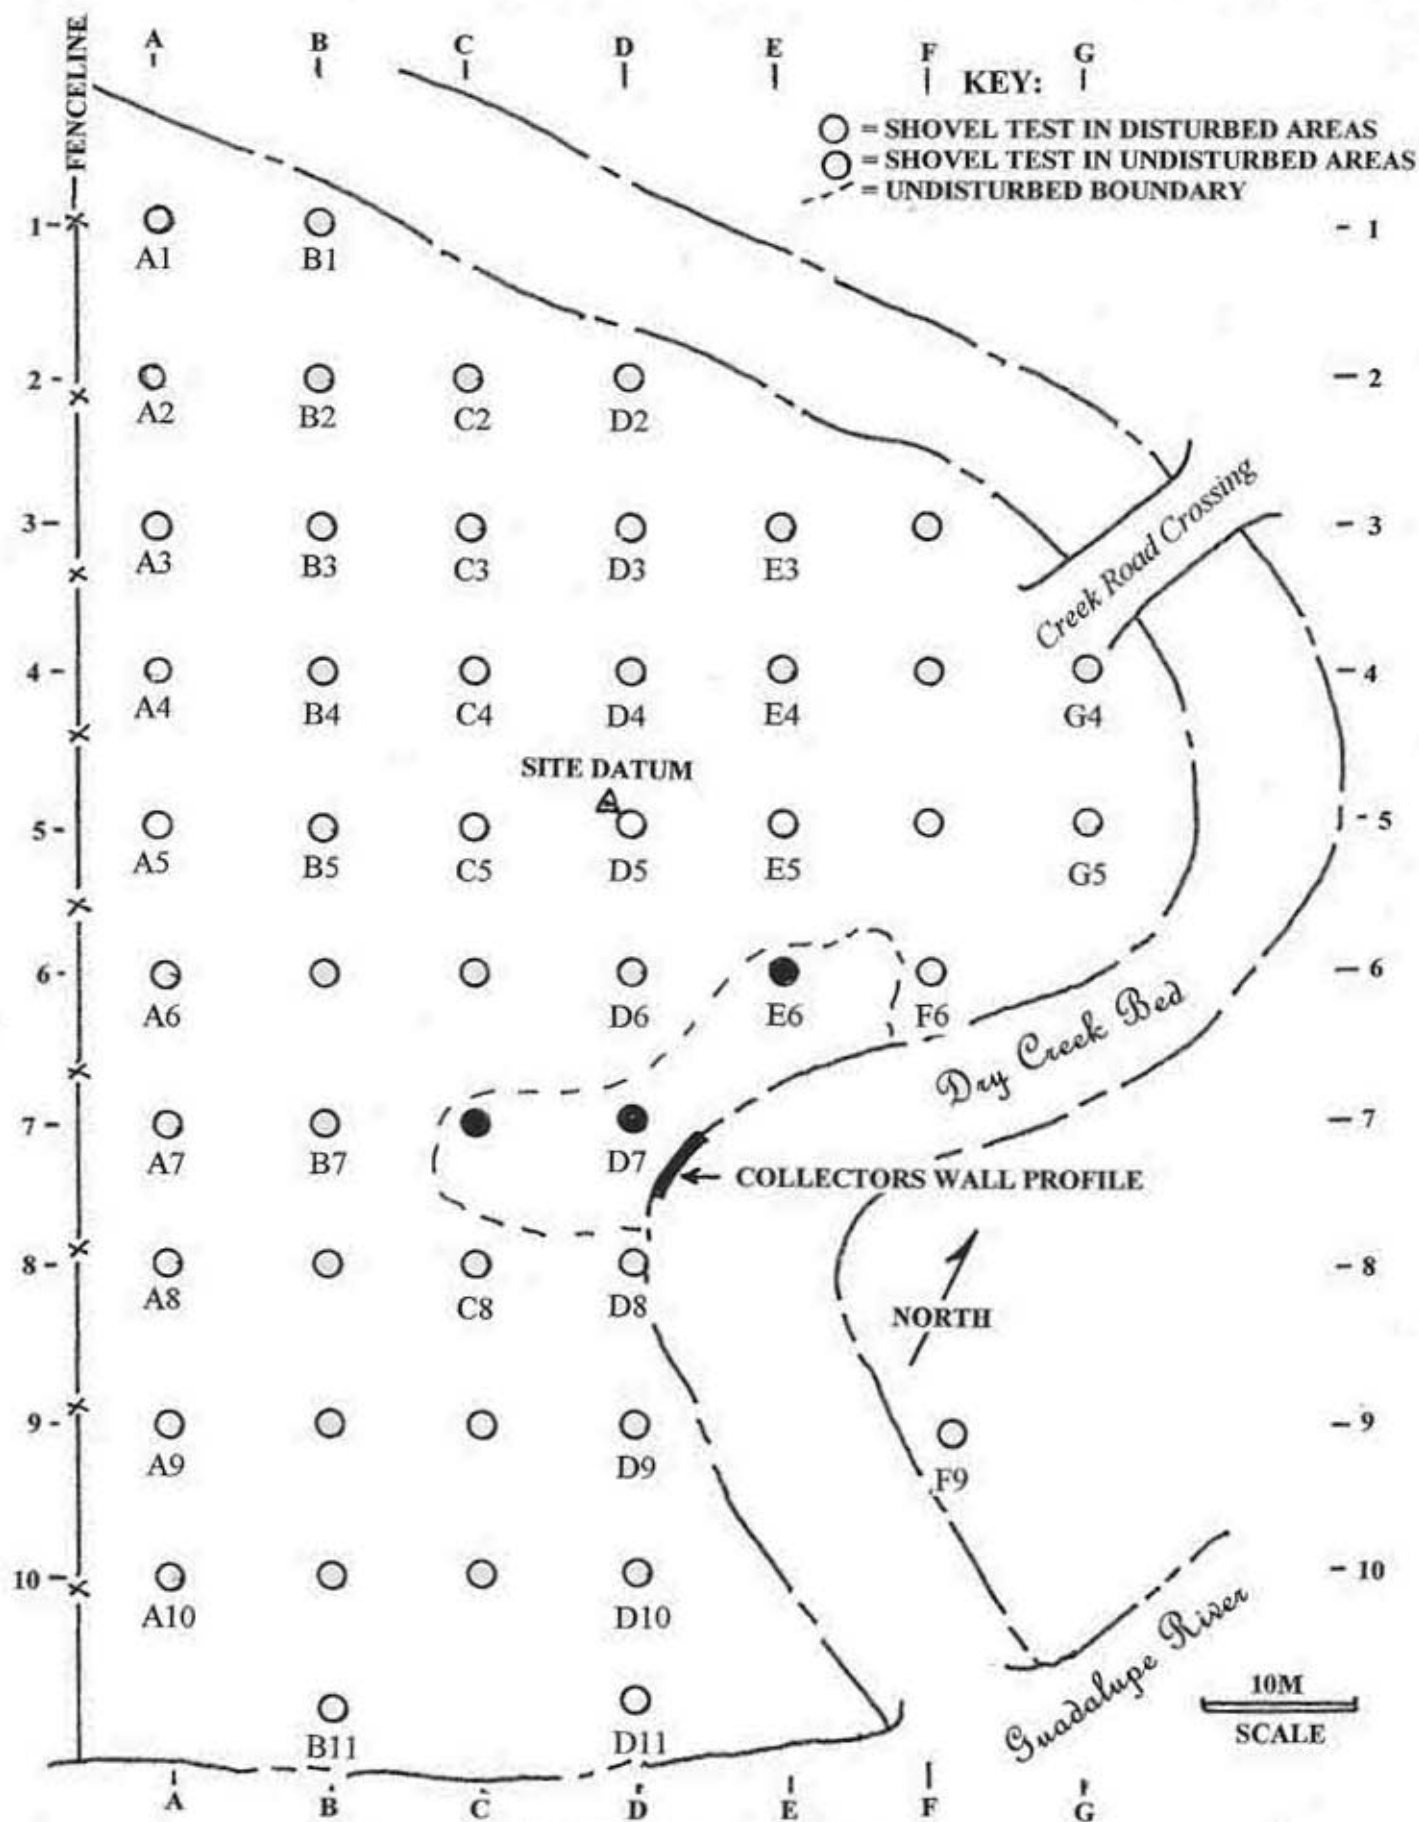 FENCELINE
A B C D E F G
KEY:
= SHOVEL TEST IN DISTURBED AREAS
= SHOVEL TEST IN UNDISTURBED AREAS
= UNDISTURBED BOUNDARY
1 - - 1
A1 B1
2 - - 2
A2 B2 C2 D2
3 - - 3
A3 B3 C3 D3 E3
Creek Road Crossing
4 - - 4
A4 B4 C4 D4 E4 G4
SITE DATUM
5 - - 5
A5 B5 C5 D5 E5 G5
6 - - 6
A6 D6 E6 F6
Dry Creek Bed
7 - - 7
A7 B7 D7
COLLECTORS WALL PROFILE
8 - - 8
A8 C8 D8
NORTH
9 - - 9
A9 D9 F9
10 - - 10
A10 D10
Guadalupe River
10M
SCALE
B11 D11
A B C D E F G